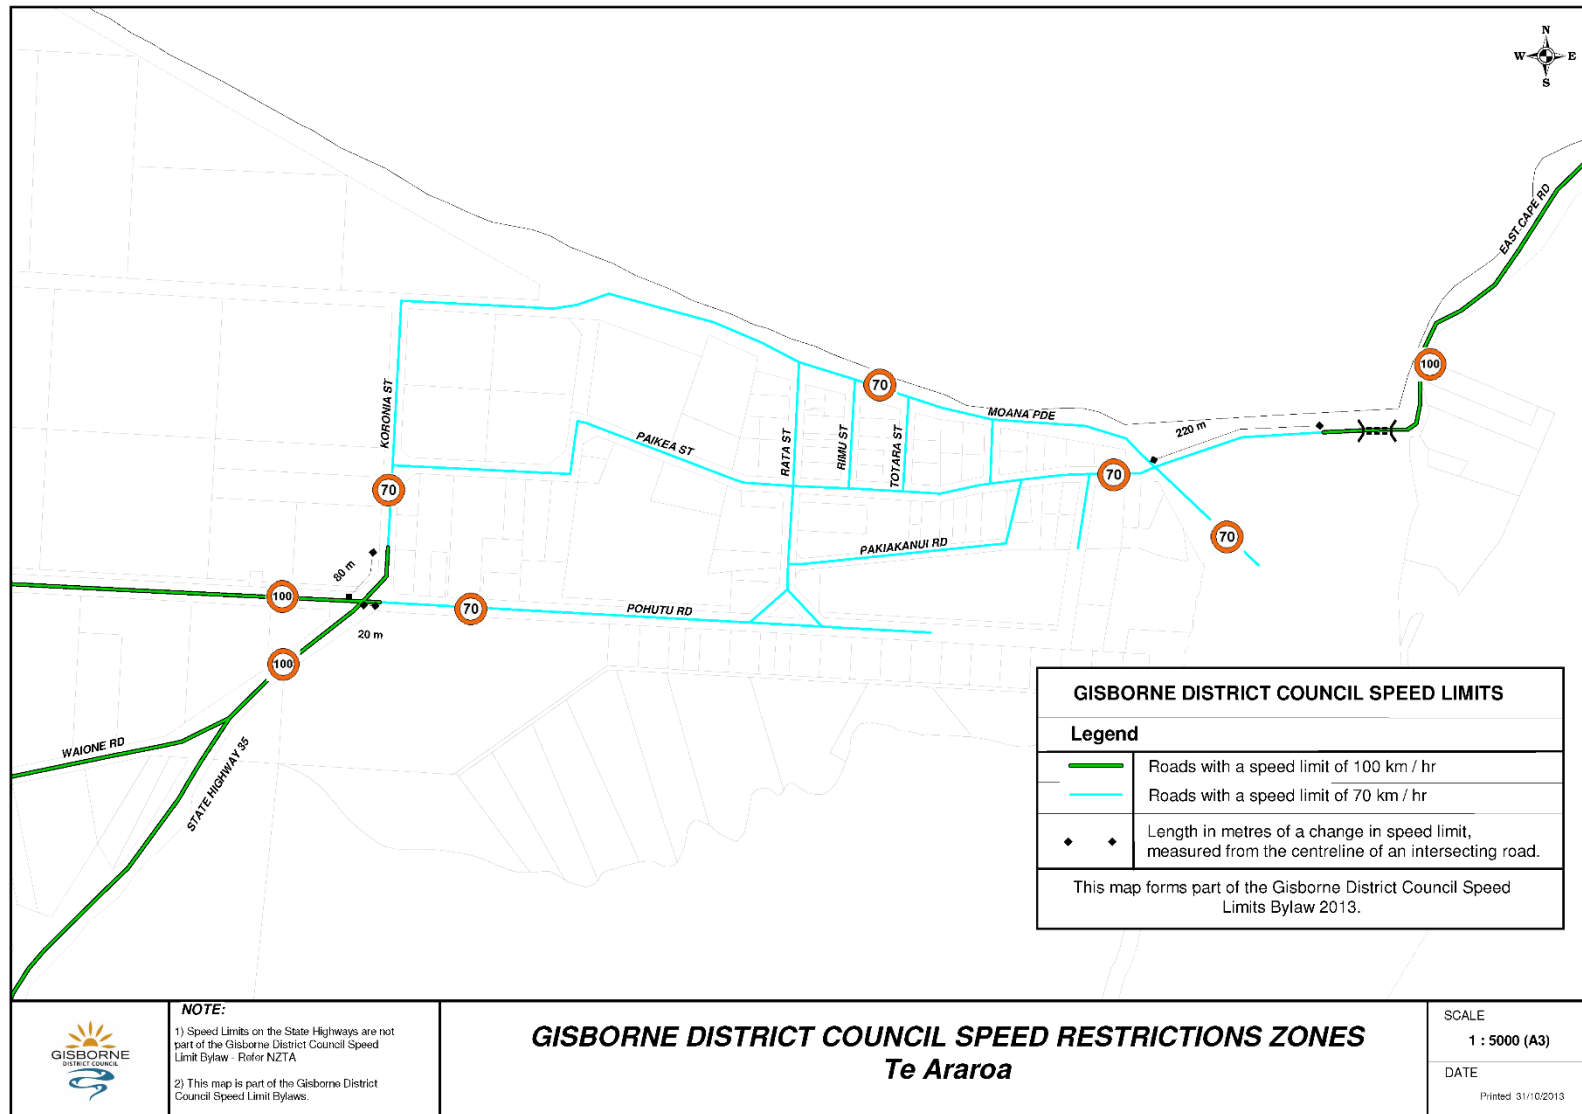 N
W E
S
EAST CAPE RD
100
KORONIA ST
PAIKEA ST
RATA ST
RIMU ST
TOTARA ST
70
MOANA PDE
220 m
70
70
70
PAKIAKANUI RD
80 m
100
70
POHUTU RD
20 m
100
WAIONE RD
STATE HIGHWAY 35
GISBORNE DISTRICT COUNCIL SPEED LIMITS
Legend
Roads with a speed limit of 100 km / hr
Roads with a speed limit of 70 km / hr
Length in metres of a change in speed limit,
measured from the centreline of an intersecting road.
This map forms part of the Gisborne District Council Speed
Limits Bylaw 2013.
GISBORNE
DISTRICT COUNCIL
NOTE:
1) Speed Limits on the State Highways are not
part of the Gisborne District Council Speed
Limit Bylaw - Refer NZTA
2) This map is part of the Gisborne District
Council Speed Limit Bylaws.
GISBORNE DISTRICT COUNCIL SPEED RESTRICTIONS ZONES
Te Araroa
SCALE
1 : 5000 (A3)
DATE
Printed 31/10/2013